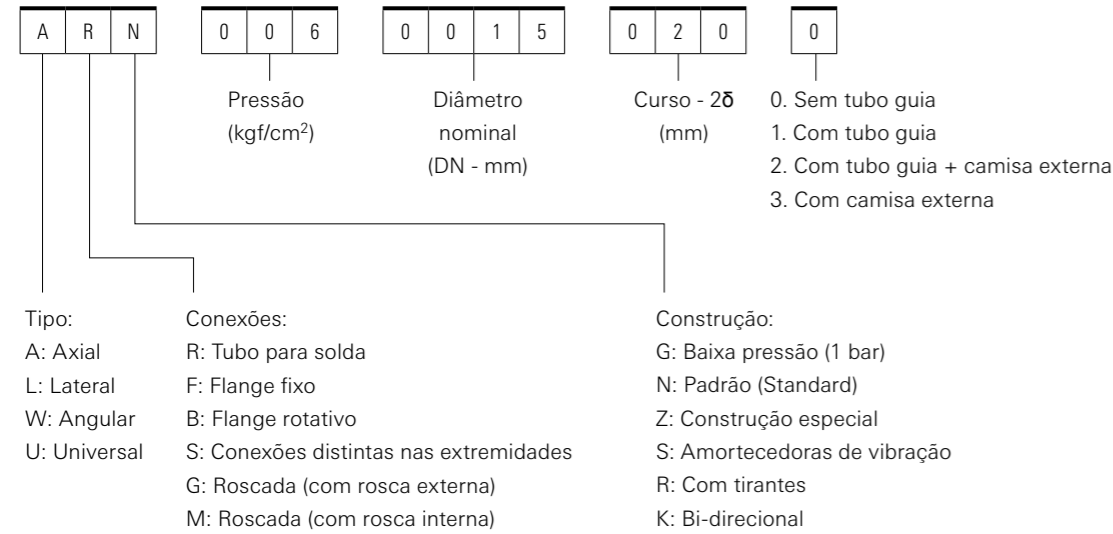 A R N 0 0 6 0 0 1 5 0 2 0 0
Pressão
(kgf/cm²)
Diâmetro
nominal
(DN - mm)
Curso - 2δ
(mm)
0. Sem tubo guia
1. Com tubo guia
2. Com tubo guia + camisa externa
3. Com camisa externa
Tipo:
A: Axial
L: Lateral
W: Angular
U: Universal
Conexões:
R: Tubo para solda
F: Flange fixo
B: Flange rotativo
S: Conexões distintas nas extremidades
G: Roscada (com rosca externa)
M: Roscada (com rosca interna)
Construção:
G: Baixa pressão (1 bar)
N: Padrão (Standard)
Z: Construção especial
S: Amortecedoras de vibração
R: Com tirantes
K: Bi-direcional